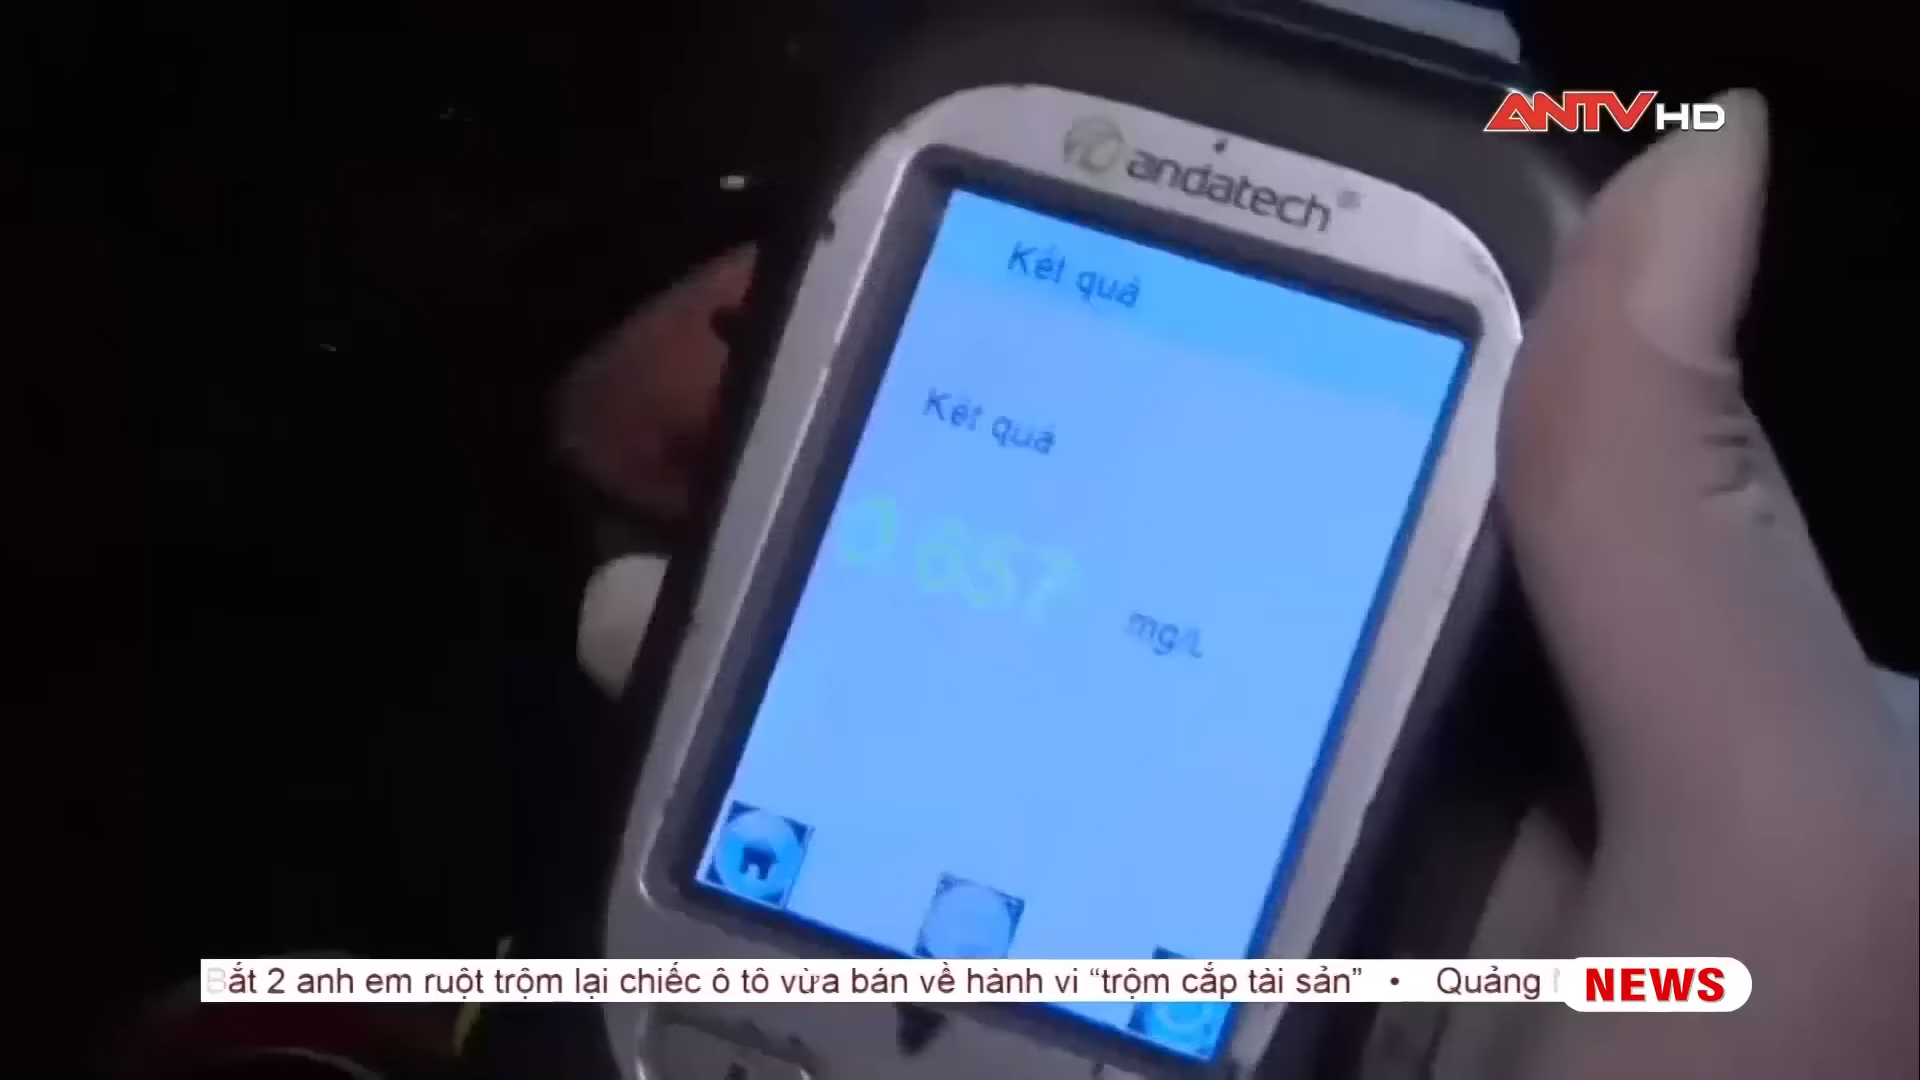 ANTV HD
andatech
Kết quả
Kết quả
0.657
mg/L
Bắt 2 anh em ruột trộm lại chiếc ô tô vừa bán về hành vi “trộm cắp tài sản” • Quảng
NEWS